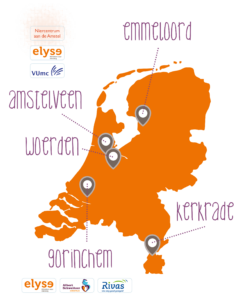 elyse
VUmc
emmeloord
amstelveen
woerden
kerkrade
gorinchem
elyse
Rivas